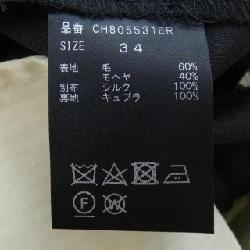 品番 CH805531ER
SIZE 34
表地 毛 60%
モヘヤ 40%
別布 シルク 100%
裏地 キュプラ 100%
F W